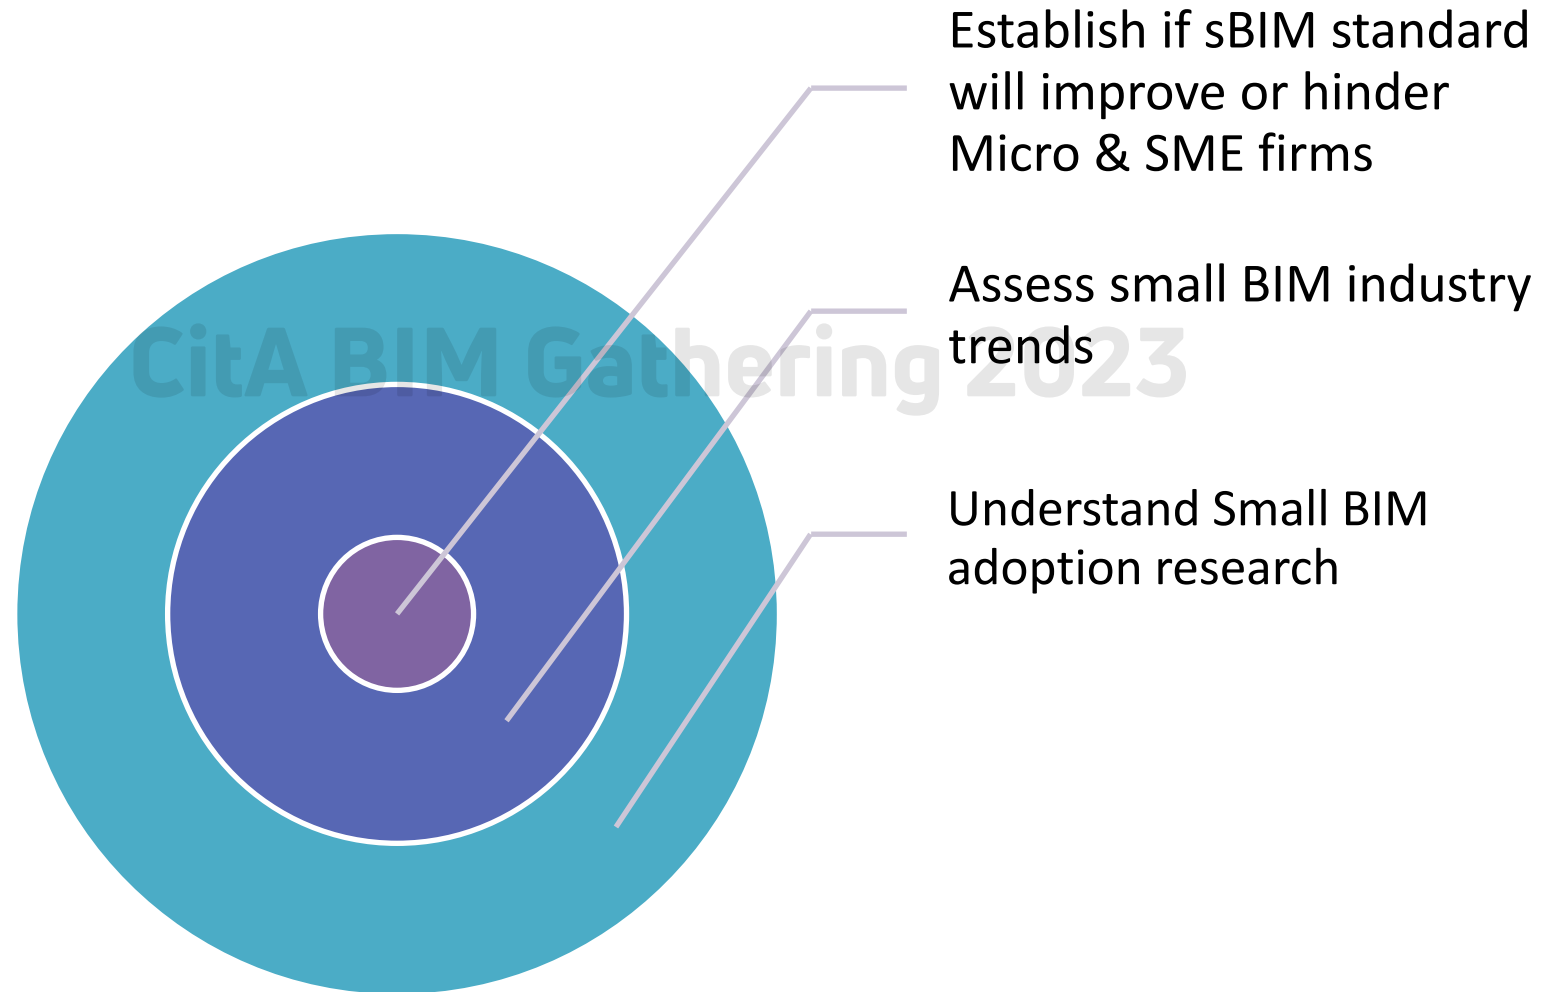 Establish if sBIM standard
will improve or hinder
Micro & SME firms
Assess small BIM industry
trends
CitA BIM Gathering 2023
Understand Small BIM
adoption research